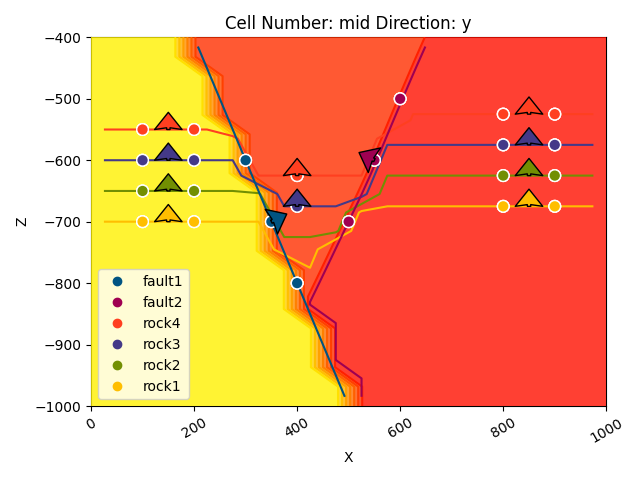 Cell Number: mid Direction: y
−400
−500
−600
−700
−800
−900
−1000
Z
fault1
fault2
rock4
rock3
rock2
rock1
0
200
400
600
800
1000
X